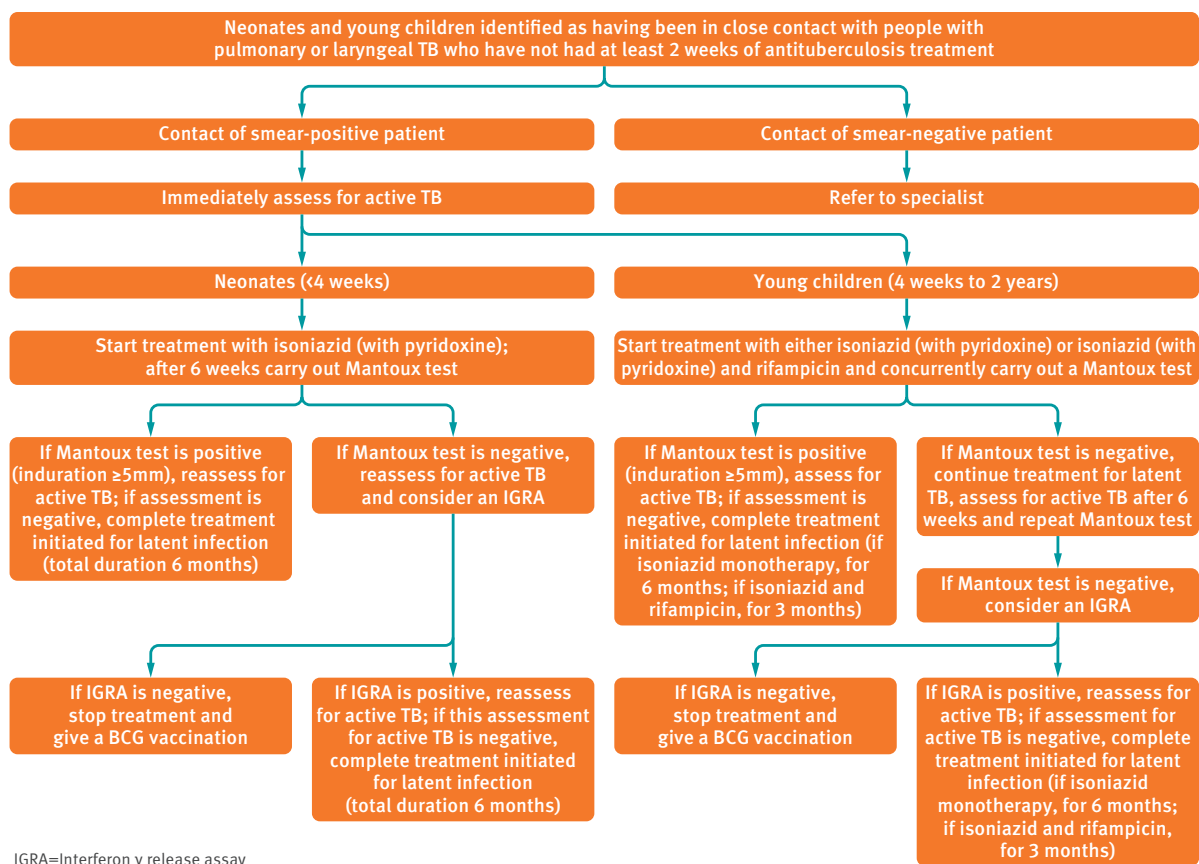 Neonates and young children identified as having been in close contact with people with
pulmonary or laryngeal TB who have not had at least 2 weeks of antituberculosis treatment
Contact of smear-positive patient
Contact of smear-negative patient
Immediately assess for active TB
Refer to specialist
Neonates (<4 weeks)
Young children (4 weeks to 2 years)
Start treatment with isoniazid (with pyridoxine);
after 6 weeks carry out Mantoux test
Start treatment with either isoniazid (with pyridoxine) or isoniazid (with
pyridoxine) and rifampicin and concurrently carry out a Mantoux test
If Mantoux test is positive
(induration ≥5mm), reassess for
active TB; if assessment is
negative, complete treatment
initiated for latent infection
(total duration 6 months)
If Mantoux test is negative,
reassess for active TB
and consider an IGRA
If Mantoux test is positive
(induration ≥5mm), assess for
active TB; if assessment is
negative, complete treatment
initiated for latent infection (if
isoniazid monotherapy, for
6 months; if isoniazid and
rifampicin, for 3 months)
If Mantoux test is negative,
continue treatment for latent
TB, assess for active TB after 6
weeks and repeat Mantoux test
If Mantoux test is negative,
consider an IGRA
If IGRA is negative,
stop treatment and
give a BCG vaccination
If IGRA is positive, reassess
for active TB; if this assessment
for active TB is negative,
complete treatment initiated
for latent infection
(total duration 6 months)
If IGRA is negative,
stop treatment and
give a BCG vaccination
If IGRA is positive, reassess for
active TB; if assessment for
active TB is negative, complete
treatment initiated for latent
infection (if isoniazid
monotherapy, for 6 months;
if isoniazid and rifampicin,
for 3 months)
IGRA=Interferon γ release assay